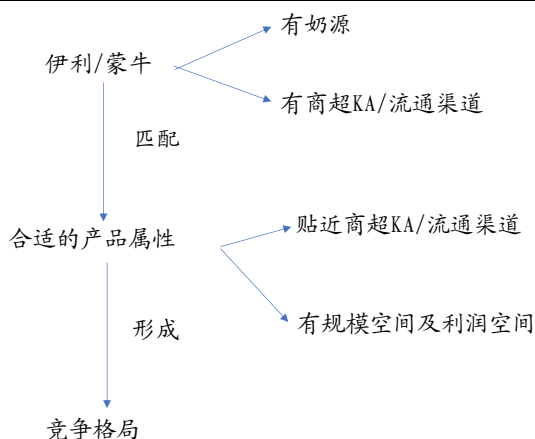 有奶源
伊利/蒙牛
有商超KA/流通渠道
匹配
贴近商超KA/流通渠道
合适的产品属性
有规模空间及利润空间
形成
竞争格局